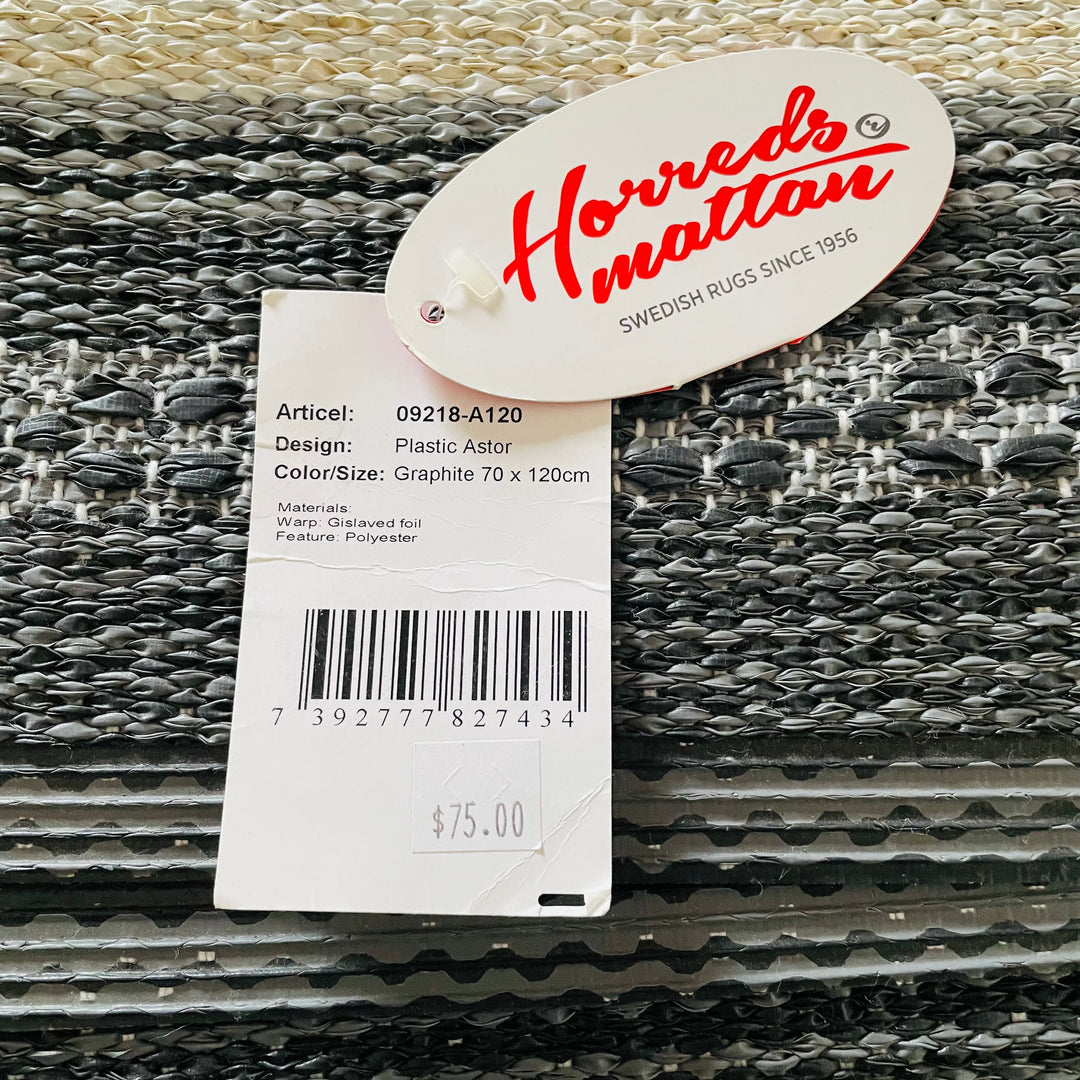 Horreds
mattan
SWEDISH RUGS SINCE 1956
Articel: 09218-A120
Design: Plastic Astor
Color/Size: Graphite 70 x 120cm
Materials:
Warp: Gislaved foil
Feature: Polyester
7 392777 827434
$75.00